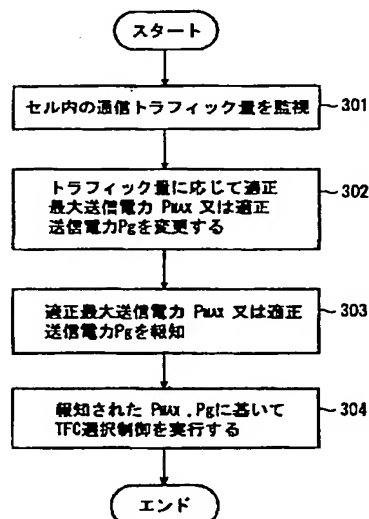 スタート
セル内の通信トラフィック量を監視
301
トラフィック量に応じて適正
最大送信電力 PMAX 又は適正
送信電力Pgを変更する
302
適正最大送信電力 PMAX 又は適正
送信電力Pgを報知
303
報知された PMAX , Pgに基いて
TFC選択制御を実行する
304
エンド